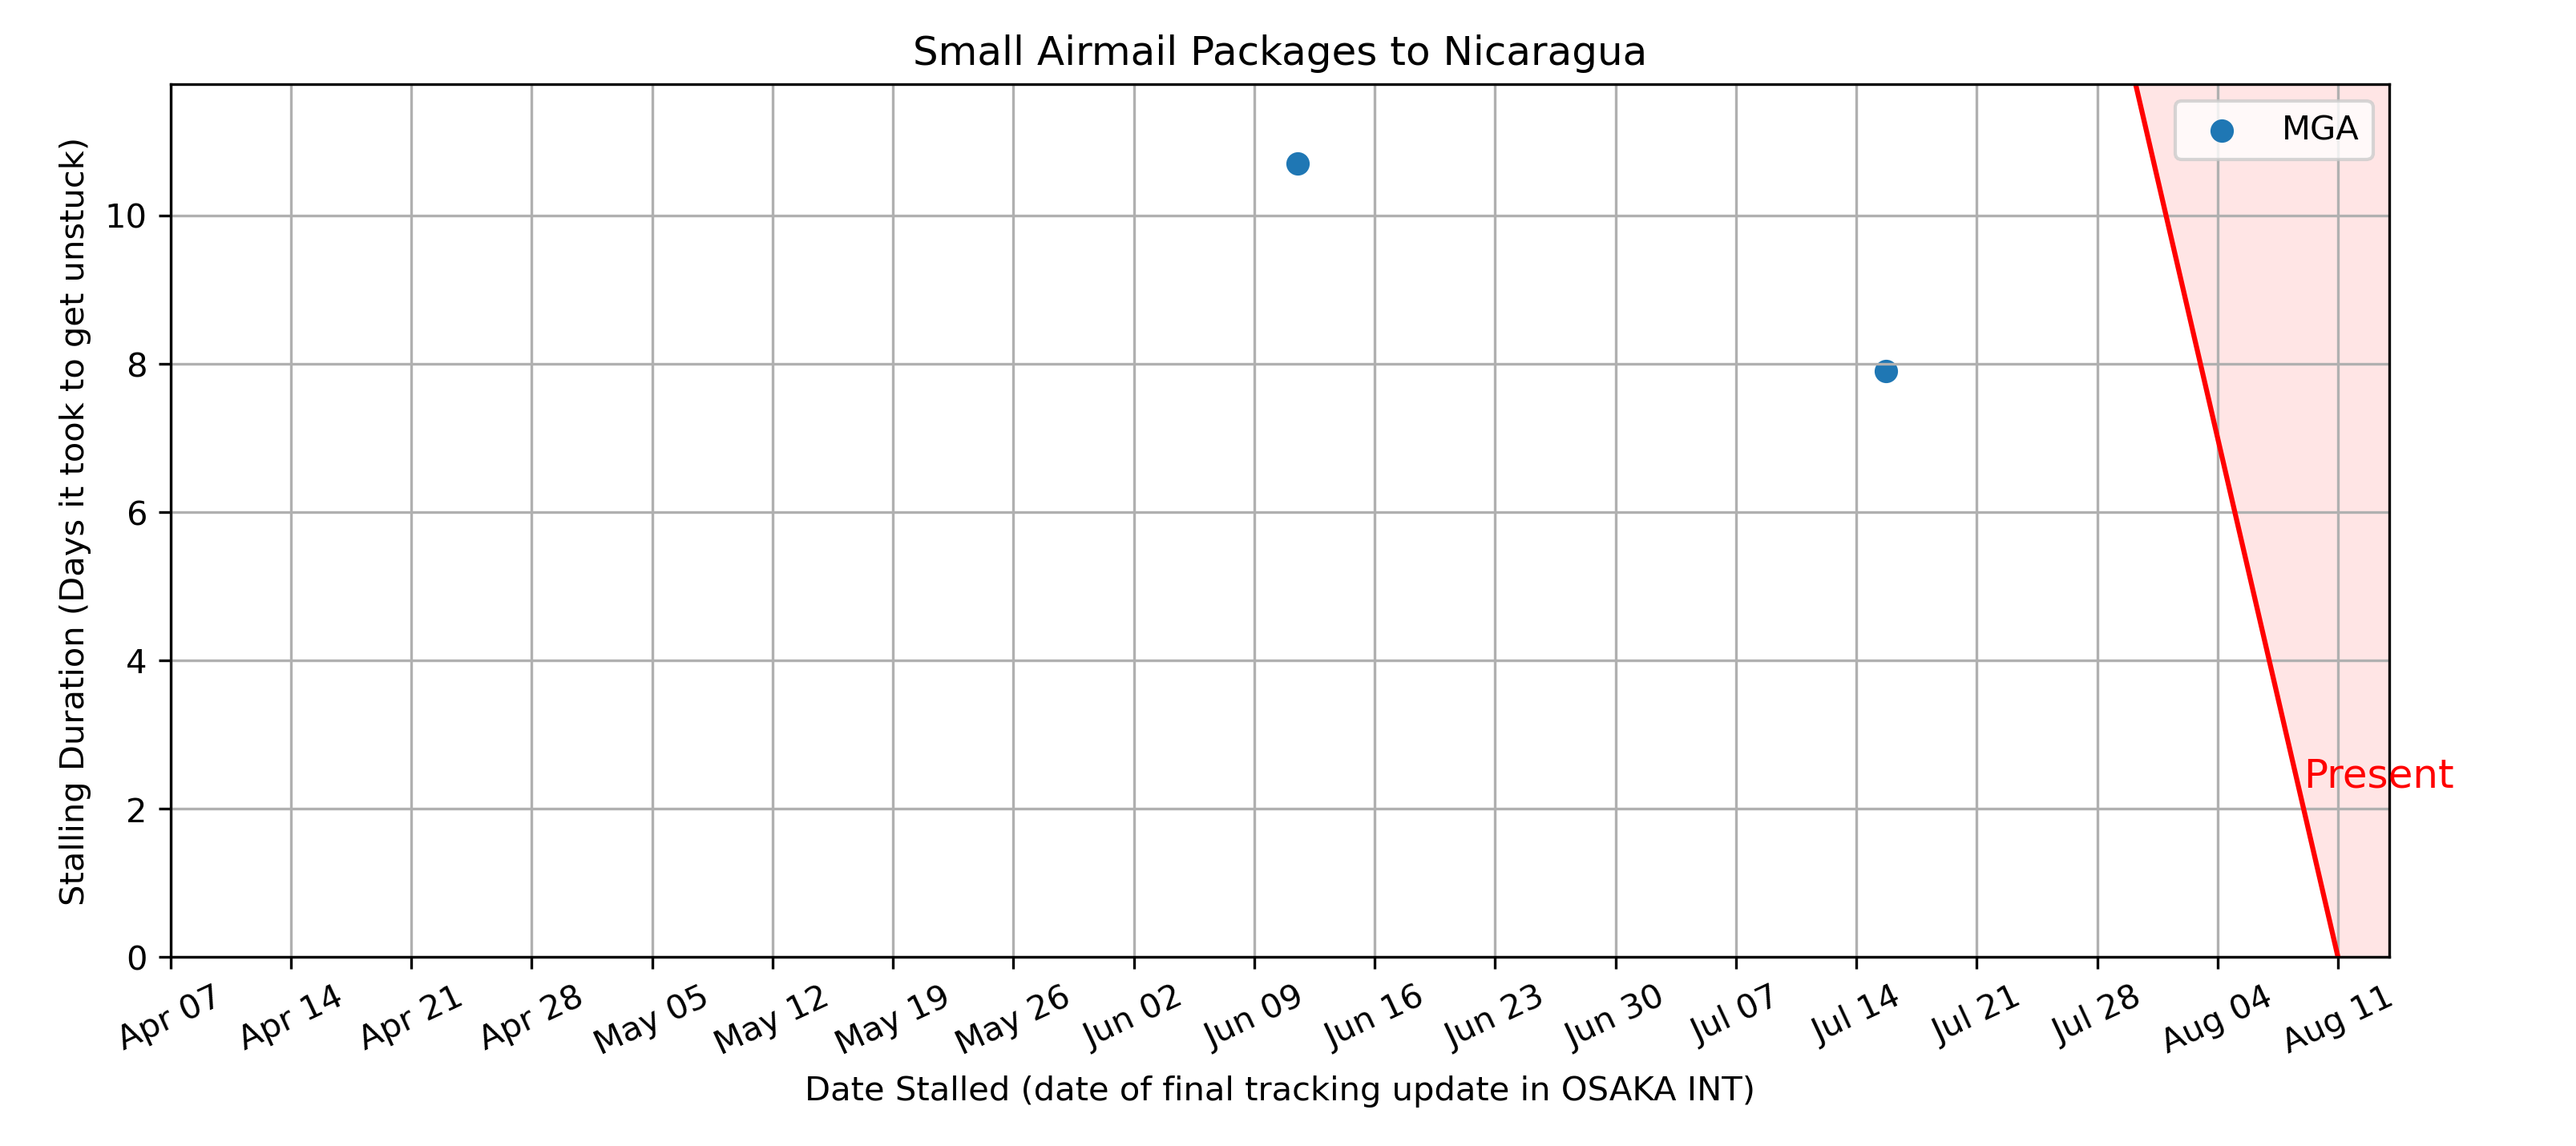 Small Airmail Packages to Nicaragua
MGA
Stalling Duration (Days it took to get unstuck)
10
8
6
4
2
0
Present
Apr 07 Apr 14 Apr 21 Apr 28 May 05 May 12 May 19 May 26 Jun 02 Jun 09 Jun 16 Jun 23 Jun 30 Jul 07 Jul 14 Jul 21 Jul 28 Aug 04 Aug 11
Date Stalled (date of final tracking update in OSAKA INT)